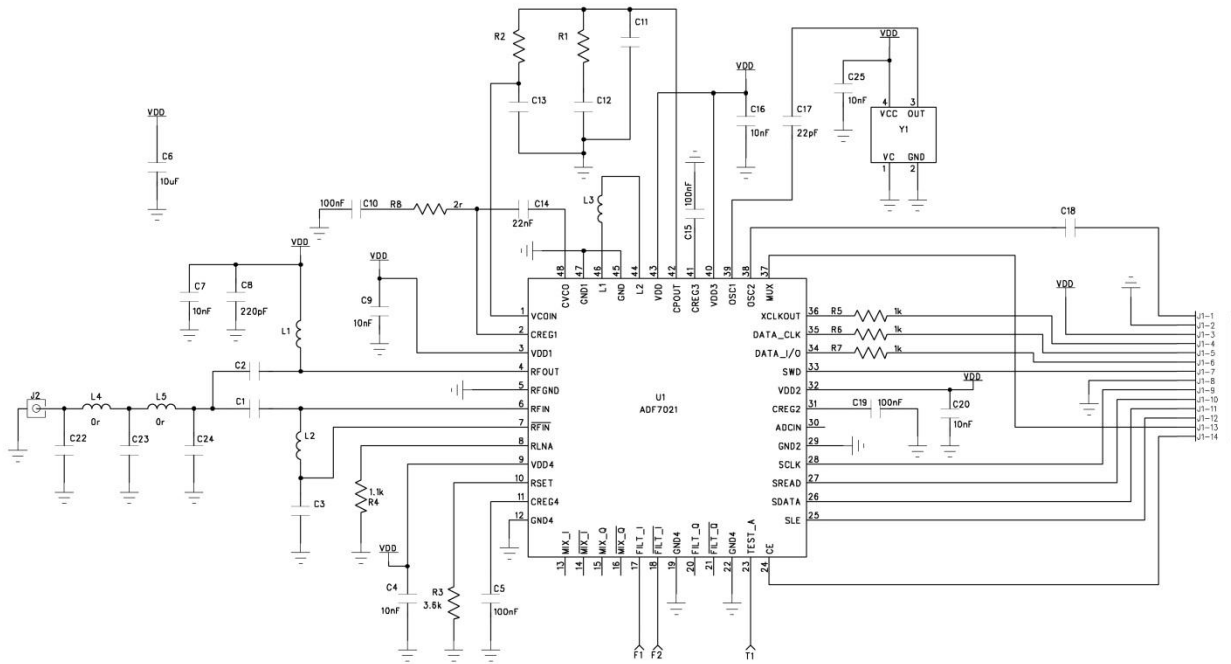 R2
R1
C11
C13
C12
VDD
C16
10nF
C17
22pF
VDD
C25
10nF
4
3
VCC OUT
Y1
VC GND
1
2
VDD
C6
10uF
100nF C10
R8
2r
C14
22nF
L3
100nF
C15
C18
VDD
C7
10nF
C8
220pF
L1
VDD
C9
10nF
48 CVCO
47 GND1
46 L1
45 GND
44 L2
43 VDD
42 CPOUT
41 CREG3
40 VDD3
39 OSC1
38 OSC2
37 MUX
VDD
1 VCOIN
2 CREG1
3 VDD1
4 RFOUT
5 RFGND
6 RFIN
7 RFIN
8 RLNA
9 VDD4
10 RSET
11 CREG4
12 GND4
U1
ADF7021
XCLKOUT 36
DATA_CLK 35
DATA_I/O 34
SWD 33
VDD2 32
CREG2 31
ADCIN 30
GND2 29
SCLK 28
SREAD 27
SDATA 26
SLE 25
R5 1k
R6 1k
R7 1k
VDD
C19 100nF
C20
10nF
J1-1
J1-2
J1-3
J1-4
J1-5
J1-6
J1-7
J1-8
J1-9
J1-10
J1-11
J1-12
J1-13
J1-14
C2
C1
J2
L4
0r
L5
0r
C22
C23
C24
L2
C3
1.1k
R4
VDD
C4
10nF
R3
3.6k
C5
100nF
13 MIX_I
14 MIX_I
15 MIX_Q
16 MIX_Q
17 FILT_I
18 FILT_I
19 GND4
20 FILT_Q
21 FILT_Q
22 GND4
23 TEST_A
24 CE
F1
F2
T1